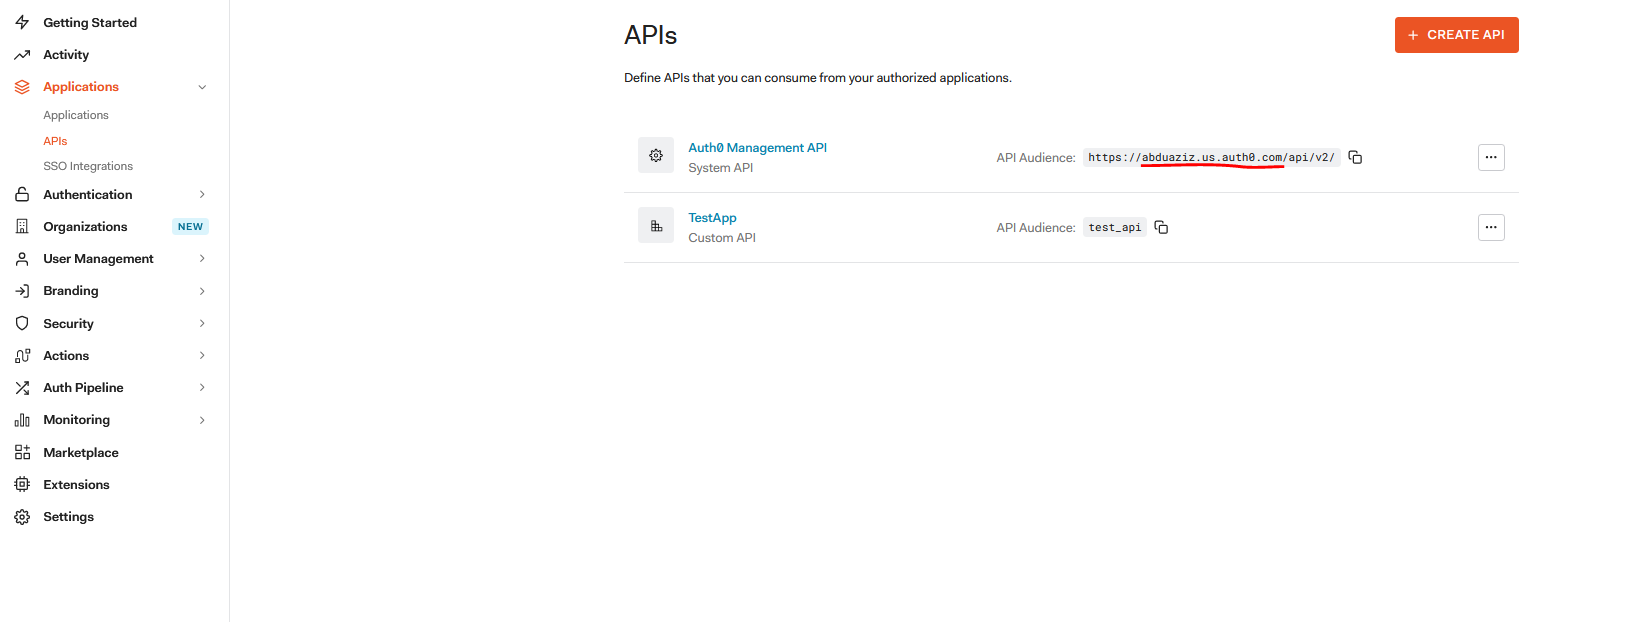 Getting Started
Activity
Applications
Applications
APIs
SSO Integrations
Authentication
Organizations NEW
User Management
Branding
Security
Actions
Auth Pipeline
Monitoring
Marketplace
Extensions
Settings
APIs
+ CREATE API
Define APIs that you can consume from your authorized applications.
Auth0 Management API
System API
API Audience: https://abduaziz.us.auth0.com/api/v2/
TestApp
Custom API
API Audience: test_api